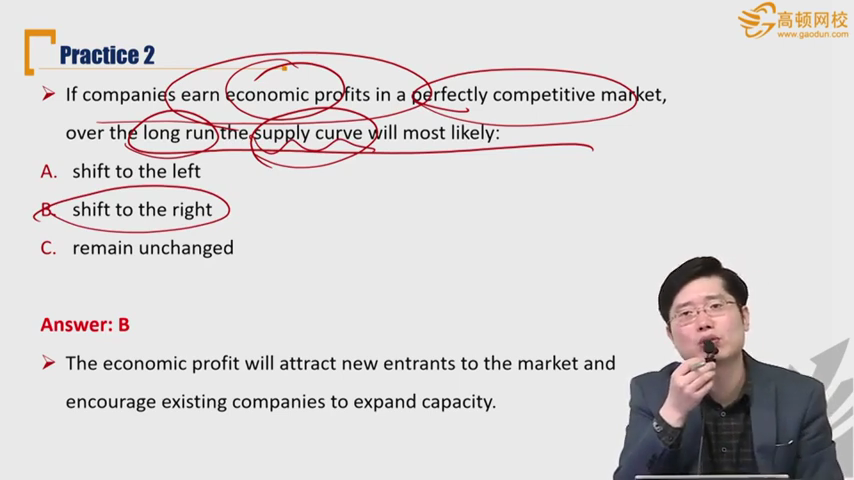 高顿网校
www.gaodun.com
Practice 2
If companies earn economic profits in a perfectly competitive market,
over the long run the supply curve will most likely:
A. shift to the left
B. shift to the right
C. remain unchanged
Answer: B
The economic profit will attract new entrants to the market and
encourage existing companies to expand capacity.